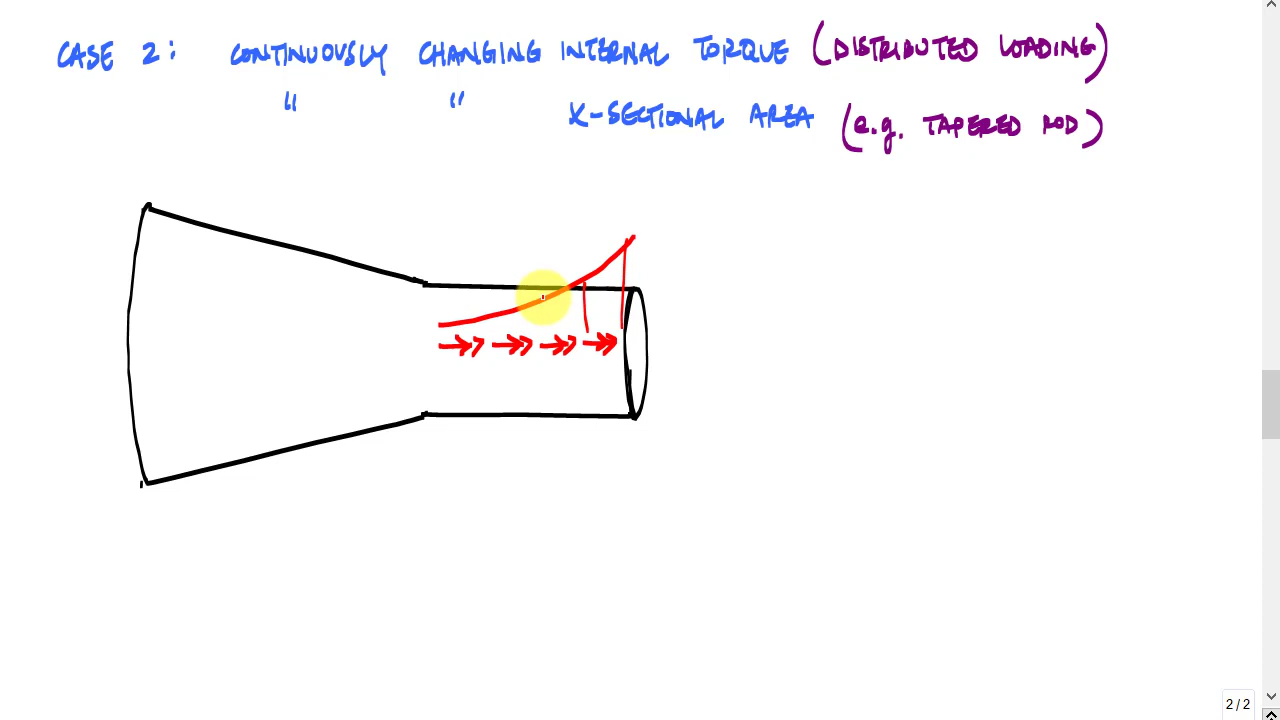 CASE 2: CONTINUOUSLY CHANGING INTERNAL TORQUE (DISTRIBUTED LOADING)
" " X-SECTIONAL AREA (e.g. TAPERED ROD)
2 / 2